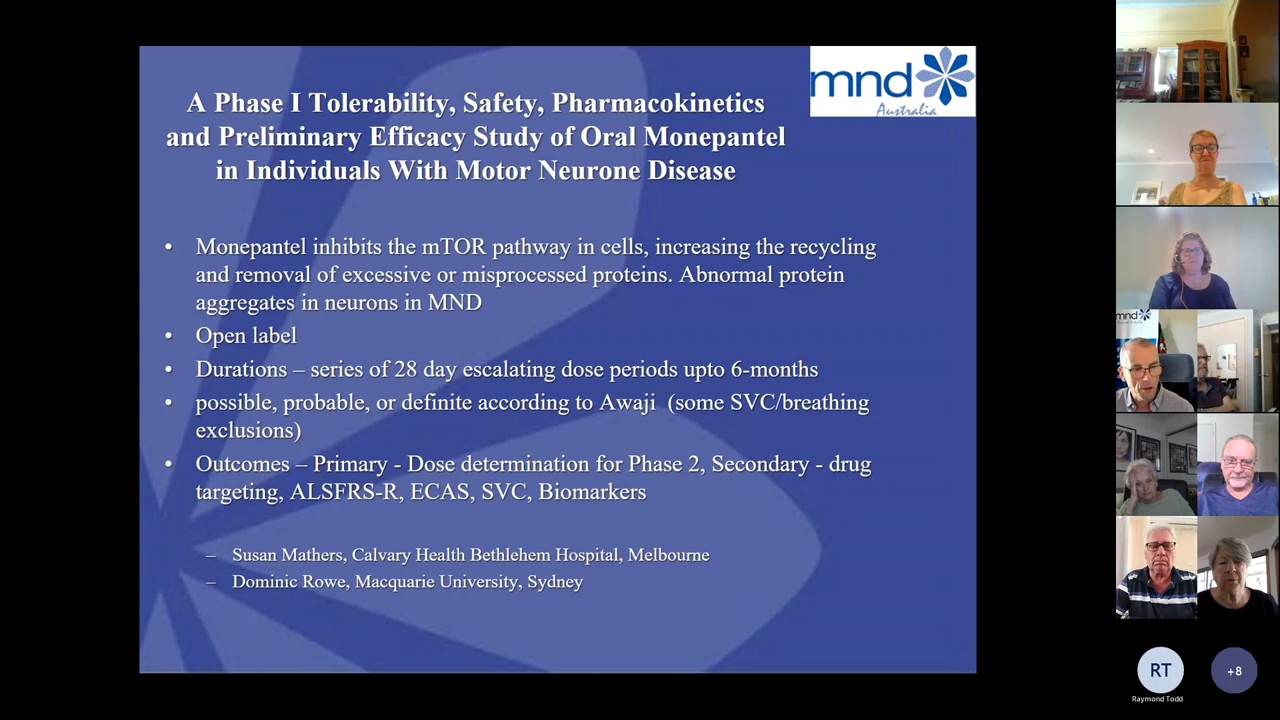 mnd
Australia
A Phase I Tolerability, Safety, Pharmacokinetics
and Preliminary Efficacy Study of Oral Monepantel
in Individuals With Motor Neurone Disease
• Monepantel inhibits the mTOR pathway in cells, increasing the recycling
and removal of excessive or misprocessed proteins. Abnormal protein
aggregates in neurons in MND
• Open label
• Durations – series of 28 day escalating dose periods upto 6-months
• possible, probable, or definite according to Awaji (some SVC/breathing
exclusions)
• Outcomes – Primary - Dose determination for Phase 2, Secondary - drug
targeting, ALSFRS-R, ECAS, SVC, Biomarkers
– Susan Mathers, Calvary Health Bethlehem Hospital, Melbourne
– Dominic Rowe, Macquarie University, Sydney
mnd
RT
+8
Raymond Todd